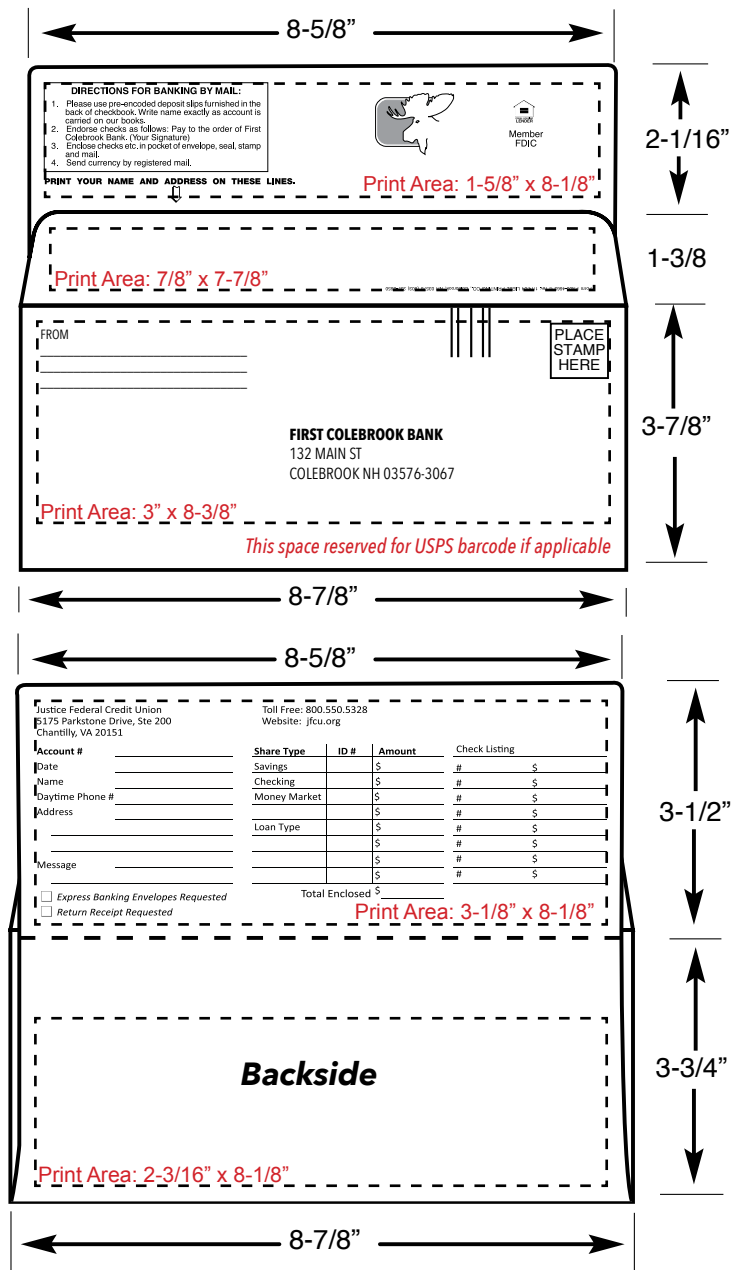 8-5/8”
DIRECTIONS FOR BANKING BY MAIL:
1. Please use pre-encoded deposit slips furnished in the
back of checkbook. Write name exactly as account is
carried on our books.
2. Endorse checks as follows: Pay to the order of First
Colebrook Bank. (Your Signature)
3. Enclose checks etc. in pocket of envelope, seal, stamp
and mail.
4. Send currency by registered mail.
LENDER
Member
FDIC
2-1/16”
PRINT YOUR NAME AND ADDRESS ON THESE LINES.
Print Area: 1-5/8” x 8-1/8”
1-3/8
Print Area: 7/8” x 7-7/8”
FROM
PLACE
STAMP
HERE
3-7/8”
FIRST COLEBROOK BANK
132 MAIN ST
COLEBROOK NH 03576-3067
Print Area: 3” x 8-3/8”
This space reserved for USPS barcode if applicable
8-7/8”
8-5/8”
Justice Federal Credit Union Toll Free: 800.550.5328
5175 Parkstone Drive, Ste 200 Website: jfcu.org
Chantilly, VA 20151
Account # Share Type ID # Amount Check Listing
Date Savings $ # $
Name Checking $ # $
Daytime Phone # Money Market $ # $
Address $ # $
Loan Type $ # $
$ # $
Message $ # $
$ # $
Total Enclosed $
Express Banking Envelopes Requested
Return Receipt Requested
Print Area: 3-1/8” x 8-1/8”
3-1/2”
Backside
3-3/4”
Print Area: 2-3/16” x 8-1/8”
8-7/8”